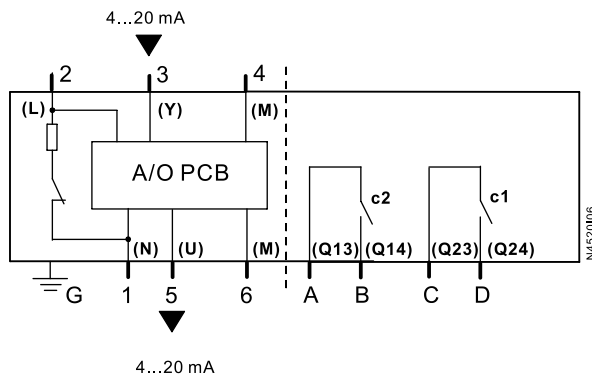 4...20 mA
2 3 4
(L) (Y) (M)
A/O PCB
c2 c1
(N) (U) (M) (Q13) (Q14) (Q23) (Q24)
G 1 5 6 A B C D
4...20 mA
N4520I06